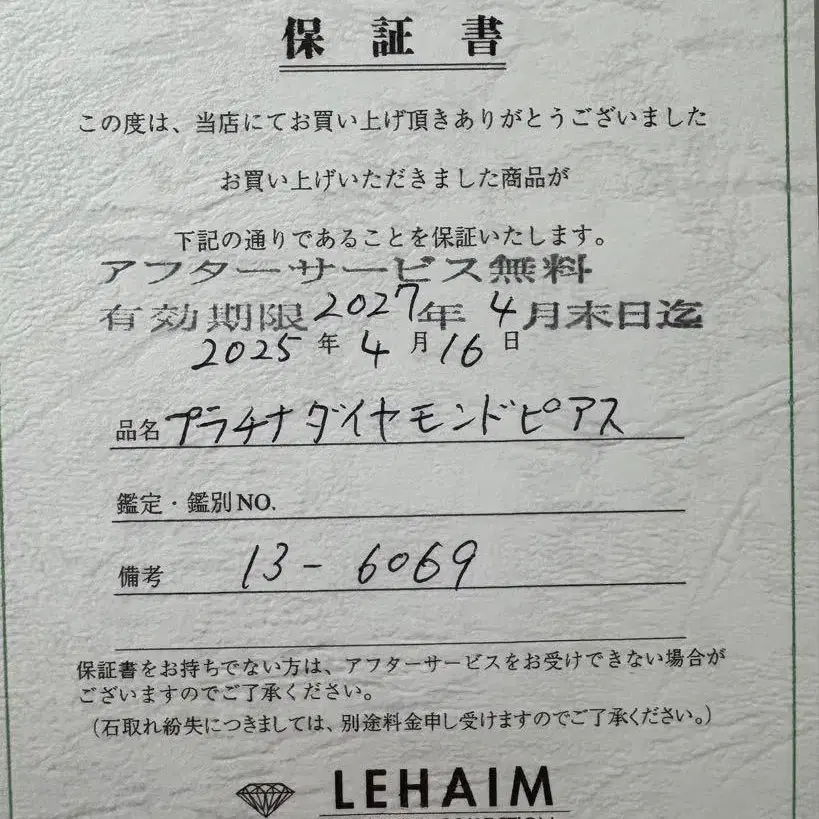 保証書
この度は、当店にてお買い上げ頂きありがとうございました
お買い上げいただきました商品が
下記の通りであることを保証いたします。
アフターサービス無料
有効期限2027年4月末日迄
2025年4月16日
品名 プラチナダイヤモンドピアス
鑑定・鑑別NO.
備考 13-6069
保証書をお持ちでない方は、アフターサービスをお受けできない場合が
ございますのでご了承ください。
(石取れ紛失につきましては、別途料金申し受けますのでご了承ください。)
LEHAIM